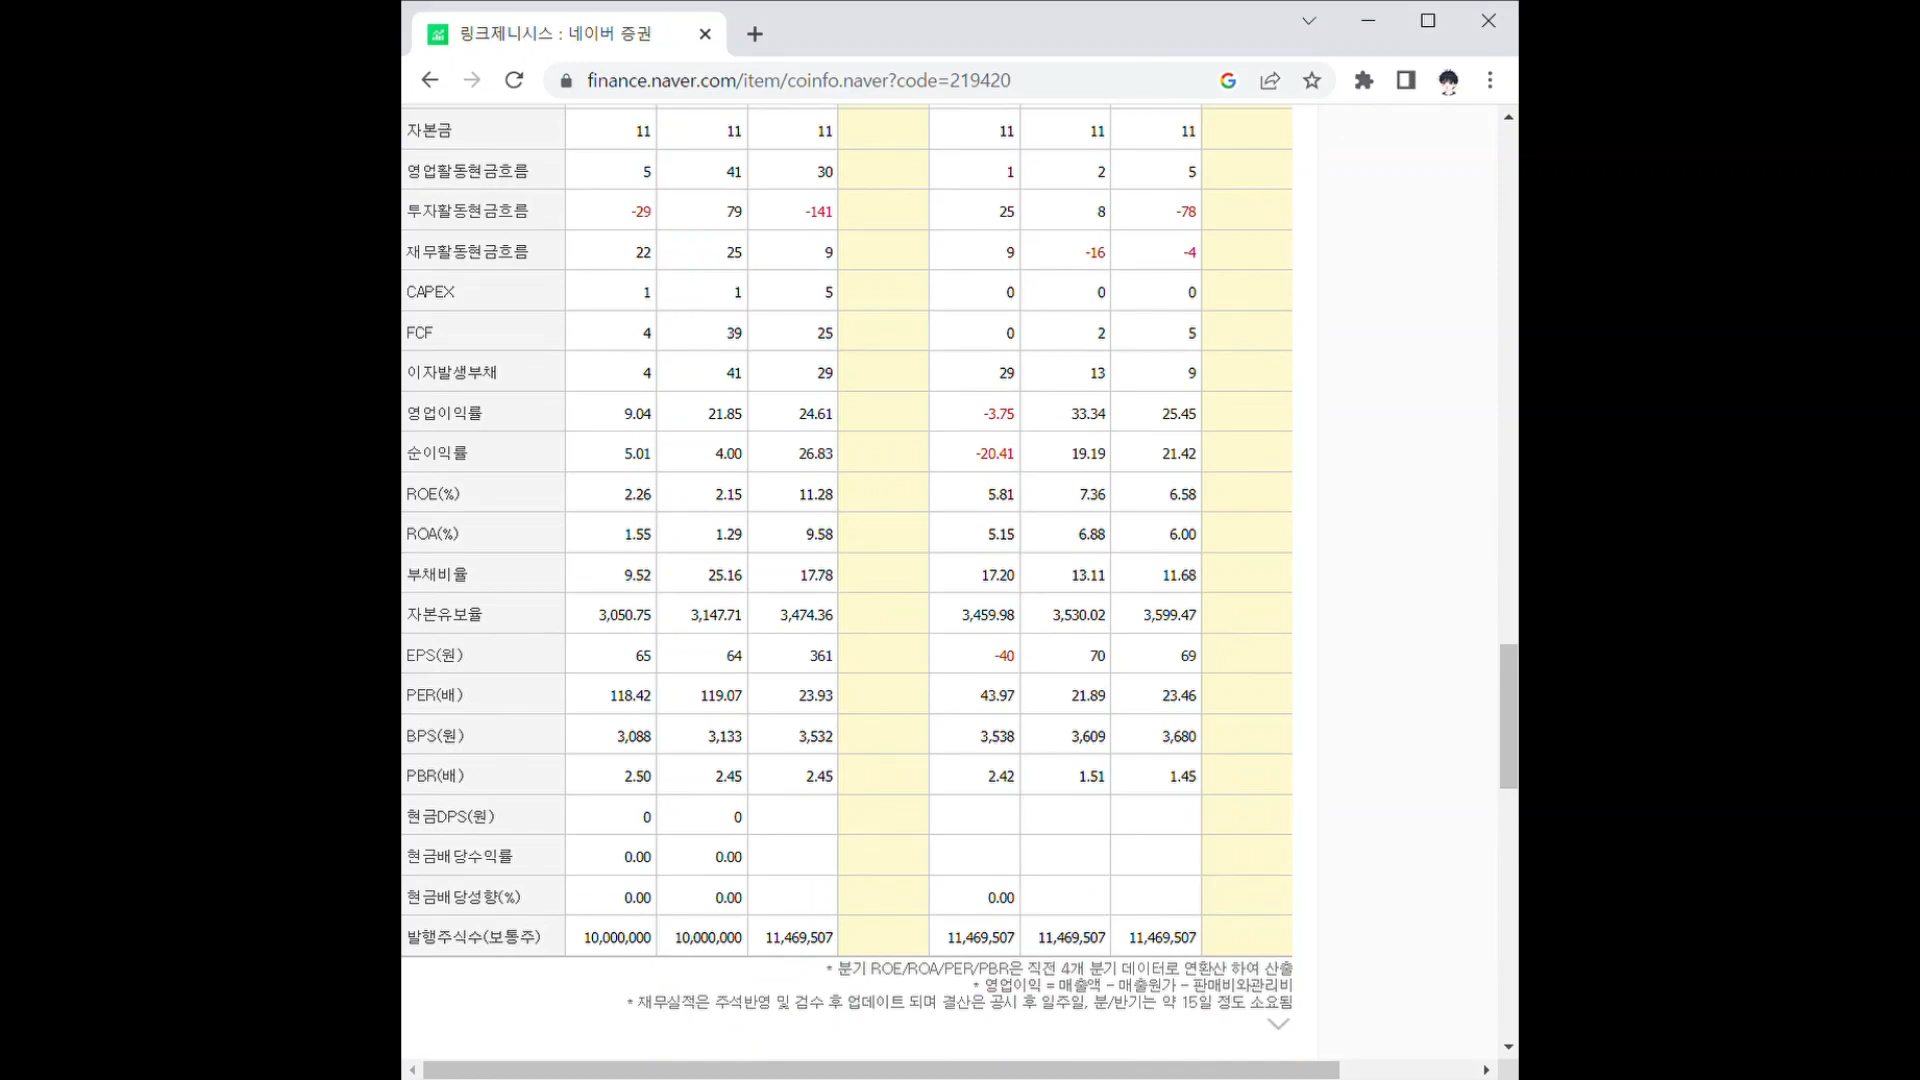 링크제니시스 : 네이버 증권
finance.naver.com/item/coinfo.naver?code=219420
자본금 11 11 11 11 11 11
영업활동현금흐름 5 41 30 1 2 5
투자활동현금흐름 -29 79 -141 25 8 -78
재무활동현금흐름 22 25 9 9 -16 -4
CAPEX 1 1 5 0 0 0
FCF 4 39 25 0 2 5
이자발생부채 4 41 29 29 13 9
영업이익률 9.04 21.85 24.61 -3.75 33.34 25.45
순이익률 5.01 4.00 26.83 -20.41 19.19 21.42
ROE(%) 2.26 2.15 11.28 5.81 7.36 6.58
ROA(%) 1.55 1.29 9.58 5.15 6.88 6.00
부채비율 9.52 25.16 17.78 17.20 13.11 11.68
자본유보율 3,050.75 3,147.71 3,474.36 3,459.98 3,530.02 3,599.47
EPS(원) 65 64 361 -40 70 69
PER(배) 118.42 119.07 23.93 43.97 21.89 23.46
BPS(원) 3,088 3,133 3,532 3,538 3,609 3,680
PBR(배) 2.50 2.45 2.45 2.42 1.51 1.45
현금DPS(원) 0 0
현금배당수익률 0.00 0.00
현금배당성향(%) 0.00 0.00 0.00
발행주식수(보통주) 10,000,000 10,000,000 11,469,507 11,469,507 11,469,507 11,469,507
* 분기 ROE/ROA/PER/PBR은 직전 4개 분기 데이터로 연환산 하여 산출
* 영업이익 = 매출액 - 매출원가 - 판매비와관리비
* 재무실적은 주석반영 및 검수 후 업데이트 되며 결산은 공시 후 일주일, 분/반기는 약 15일 정도 소요됨